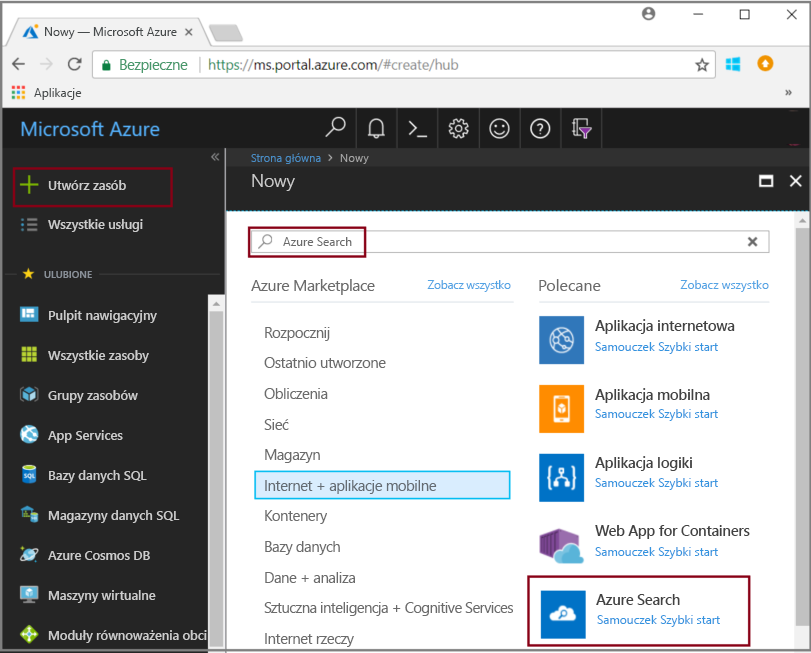 Nowy — Microsoft Azure
Bezpieczne
https://ms.portal.azure.com/#create/hub
Aplikacje
»
Microsoft Azure
«
Strona główna > Nowy
Nowy
Utwórz zasób
Wszystkie usługi
ULUBIONE
Pulpit nawigacyjny
Wszystkie zasoby
Grupy zasobów
App Services
SQL
Bazy danych SQL
Magazyny danych SQL
Azure Cosmos DB
Maszyny wirtualne
Moduły równoważenia obci
Azure Search
Azure Marketplace
Zobacz wszystko
Rozpocznij
Ostatnio utworzone
Obliczenia
Sieć
Magazyn
Internet + aplikacje mobilne
Kontenery
Bazy danych
Dane + analiza
Sztuczna inteligencja + Cognitive Services
Internet rzeczy
Polecane
Zobacz wszystko
Aplikacja internetowa
Samouczek Szybki start
Aplikacja mobilna
Samouczek Szybki start
Aplikacja logiki
Samouczek Szybki start
Web App for Containers
Samouczek Szybki start
Azure Search
Samouczek Szybki start